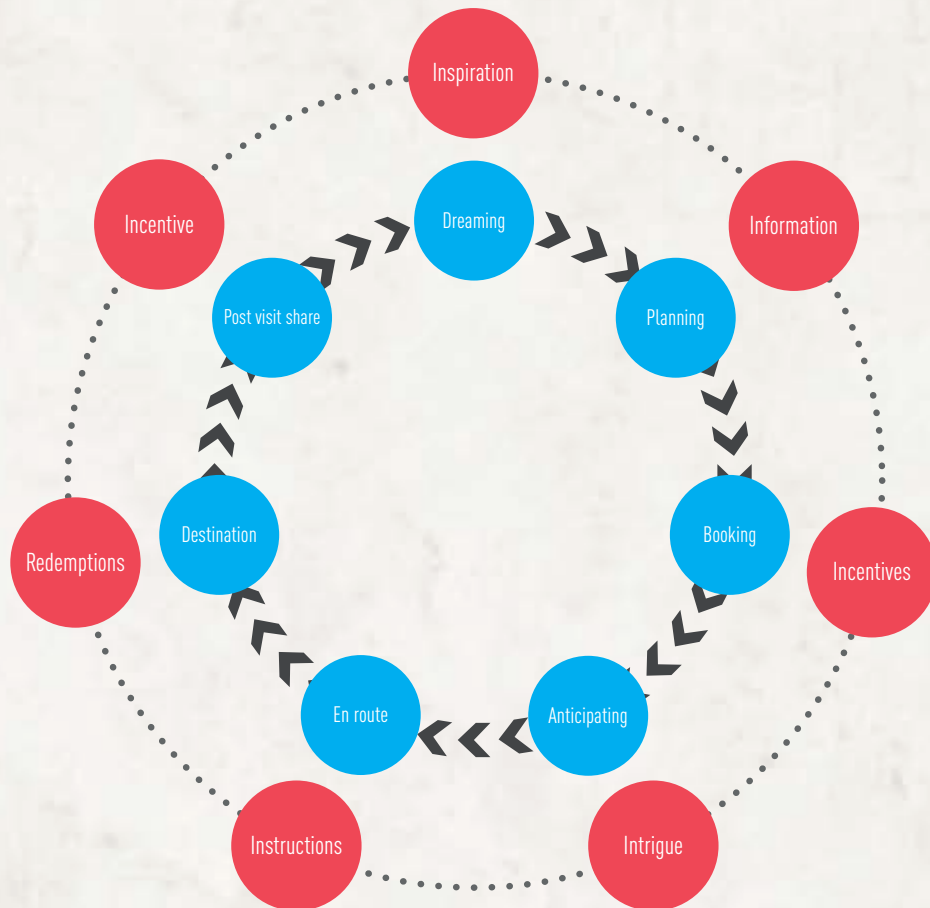 Inspiration
Incentive
Dreaming
Information
Post visit share
Planning
Redemptions
Destination
Booking
Incentives
En route
Anticipating
Instructions
Intrigue